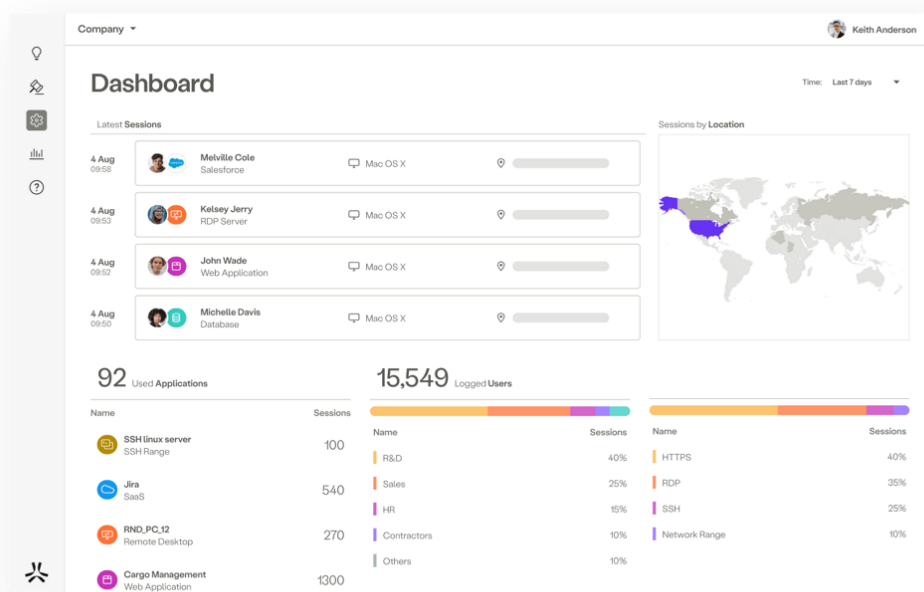 Company
Keith Anderson
Dashboard
Time: Last 7 days
Latest Sessions
Sessions by Location
4 Aug
09:58
Melville Cole
Salesforce
Mac OS X
4 Aug
09:53
Kelsey Jerry
RDP Server
Mac OS X
4 Aug
09:52
John Wade
Web Application
Mac OS X
4 Aug
09:50
Michelle Davis
Database
Mac OS X
92 Used Applications
Name Sessions
SSH linux server
SSH Range
100
Jira
SaaS
540
RND_PC_12
Remote Desktop
270
Cargo Management
Web Application
1300
15,549 Logged Users
Name Sessions
R&D 40%
Sales 25%
HR 15%
Contractors 10%
Others 10%
Name Sessions
HTTPS 40%
RDP 35%
SSH 25%
Network Range 10%